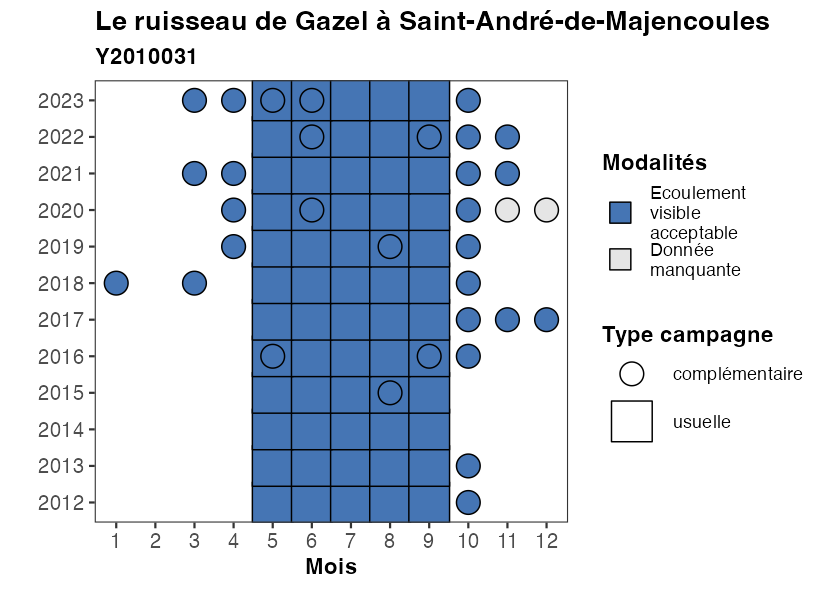 Le ruisseau de Gazel à Saint-André-de-Majencoules
Y2010031
2023
2022
2021
2020
2019
2018
2017
2016
2015
2014
2013
2012
1 2 3 4 5 6 7 8 9 10 11 12
Mois
Modalités
Ecoulement
visible
acceptable
Donnée
manquante
Type campagne
complémentaire
usuelle